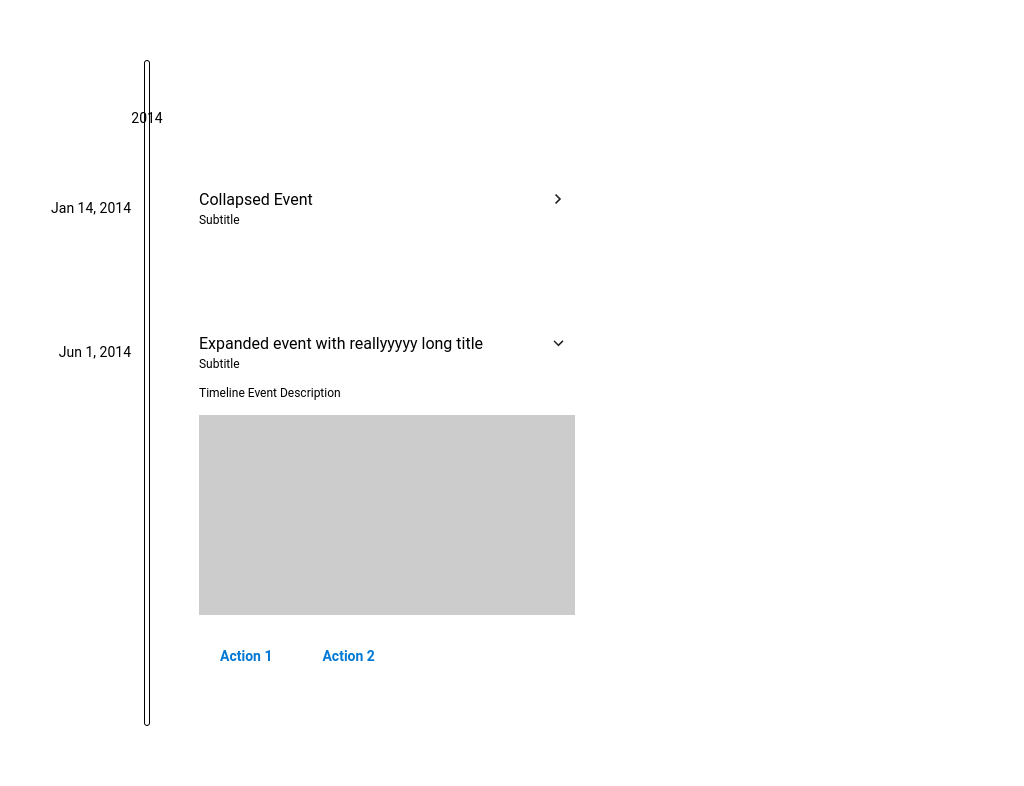 2014
Jan 14, 2014
Collapsed Event
Subtitle
Jun 1, 2014
Expanded event with reallyyyyy long title
Subtitle
Timeline Event Description
Action 1 Action 2